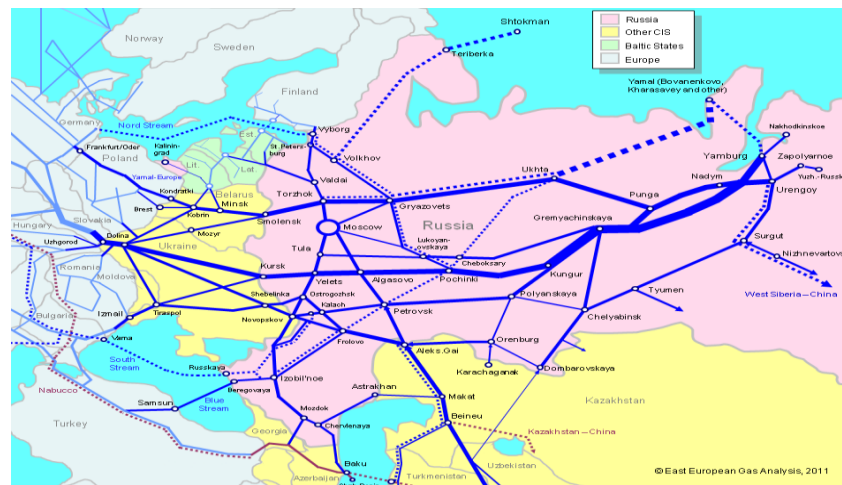 Shtokman
Russia
Other CIS
Baltic States
Europe
Norway
Sweden
Teriberka
Finland
Yamal (Bovanenkovo,
Kharasavey and other)
Germany
Nord Stream
Est.
St. Peters-
burg
Vyborg
Nakhodkinskoe
Frankfurt/Oder
Kalinin-
grad
Lit.
Lat.
Volkhov
Yamburg
Zapolyarnoe
Poland
Yamal-Europe
Valdai
Ukhta
Nadym
Yuzh.-Russk
Kondratki
Belarus
Torzhok
Urengoy
Brest
Kobrin
Minsk
Smolensk
Gryazovets
Punga
Slovakia
Mozyr
Moscow
Russia
Gremyachinskaya
Hungary
Dolina
Uzhgorod
Ukraine
Tula
Lukoyan-
ovskaya
Cheboksary
Surgut
Nizhnevartovs
Romania
Moldova
Kursk
Yelets
Algasovo
Pochinki
Kungur
Shebelinka
Ostrogozhsk
Kalach
Polyanskaya
Tyumen
West Siberia—China
Izmail
Tiraspol
Novopskov
Petrovsk
Chelyabinsk
Bulgaria
Varna
Frolovo
Aleks.Gai
Orenburg
South
Stream
Russkaya
Izobil'noe
Karachaganak
Dombarovskaya
Nabucco
Beregovaya
Astrakhan
Makat
Kazakhstan
Samsun
Blue
Stream
Mozdok
Chervlenaya
Beineu
Turkey
Georgia
Kazakhstan—China
Baku
Uzbekistan
Azerbaijan
Turkmenistan
© East European Gas Analysis, 2011